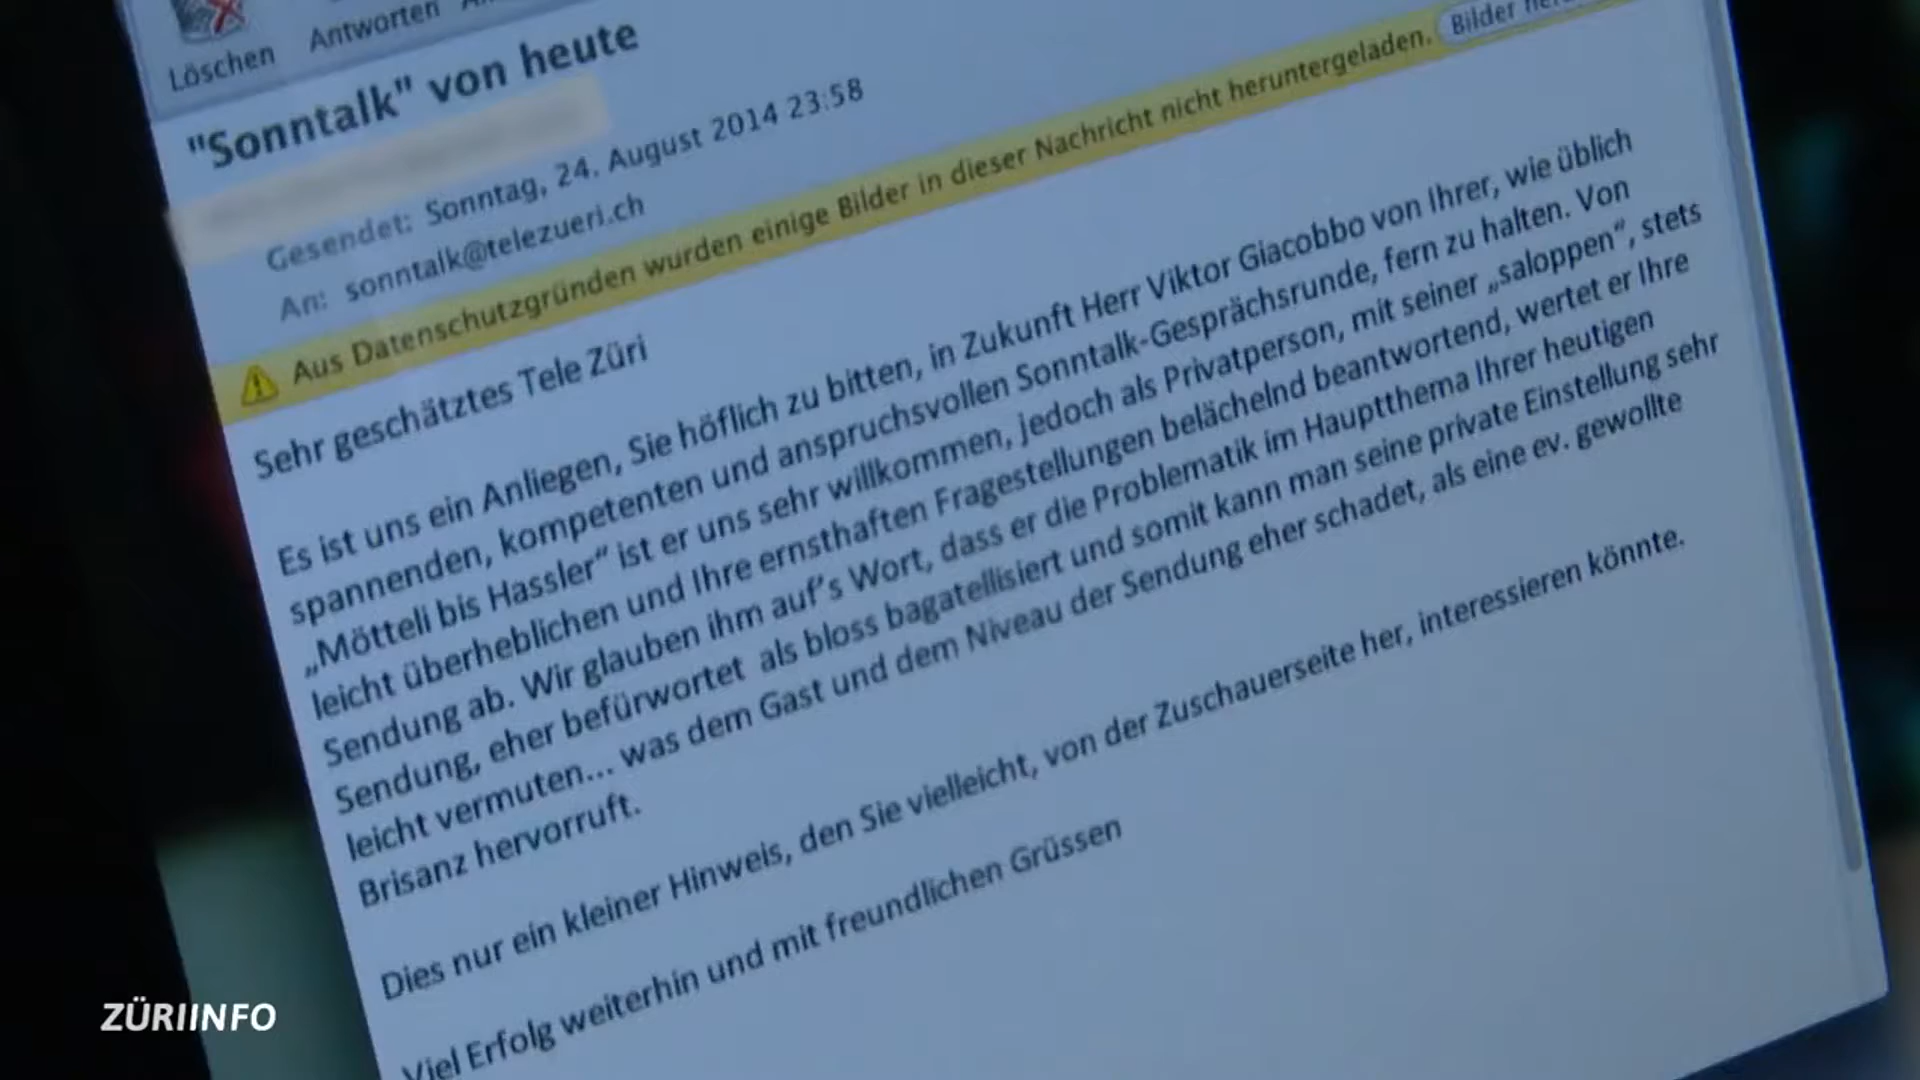 Löschen
Antworten
"Sonntalk" von heute
Gesendet: Sonntag, 24. August 2014 23:58
An: sonntalk@telezueri.ch
Aus Datenschutzgründen wurden einige Bilder in dieser Nachricht nicht heruntergeladen.
Bilder
Sehr geschätztes Tele Züri
Es ist uns ein Anliegen, Sie höflich zu bitten, in Zukunft Herr Viktor Giacobbo von Ihrer, wie üblich
spannenden, kompetenten und anspruchsvollen Sonntalk-Gesprächsrunde, fern zu halten. Von
„Mötteli bis Hassler“ ist er uns sehr willkommen, jedoch als Privatperson, mit seiner „saloppen“, stets
leicht überheblichen und Ihre ernsthaften Fragestellungen belächelnd beantwortend, wertet er Ihre
Sendung ab. Wir glauben ihm auf's Wort, dass er die Problematik im Hauptthema Ihrer heutigen
Sendung, eher befürwortet als bloss bagatellisiert und somit kann man seine private Einstellung sehr
leicht vermuten... was dem Gast und dem Niveau der Sendung eher schadet, als eine ev. gewollte
Brisanz hervorruft.
Dies nur ein kleiner Hinweis, den Sie vielleicht, von der Zuschauerseite her, interessieren könnte.
Viel Erfolg weiterhin und mit freundlichen Grüssen
ZÜRIINFO